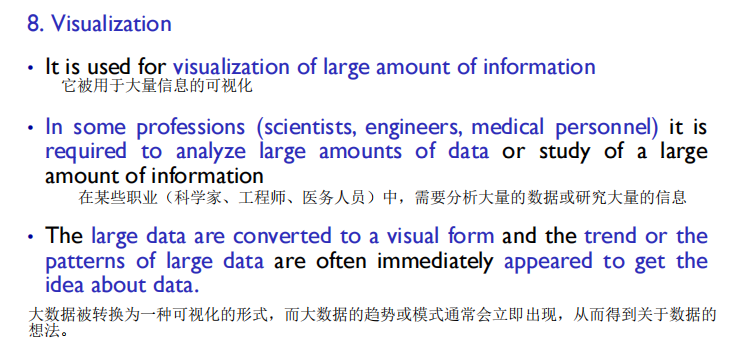 8. Visualization
• It is used for visualization of large amount of information
它被用于大量信息的可视化
• In some professions (scientists, engineers, medical personnel) it is
required to analyze large amounts of data or study of a large
amount of information
在某些职业（科学家、工程师、医务人员）中，需要分析大量的数据或研究大量的信息
• The large data are converted to a visual form and the trend or the
patterns of large data are often immediately appeared to get the
idea about data.
大数据被转换为一种可视化的形式，而大数据的趋势或模式通常会立即出现，从而得到关于数据的
想法。